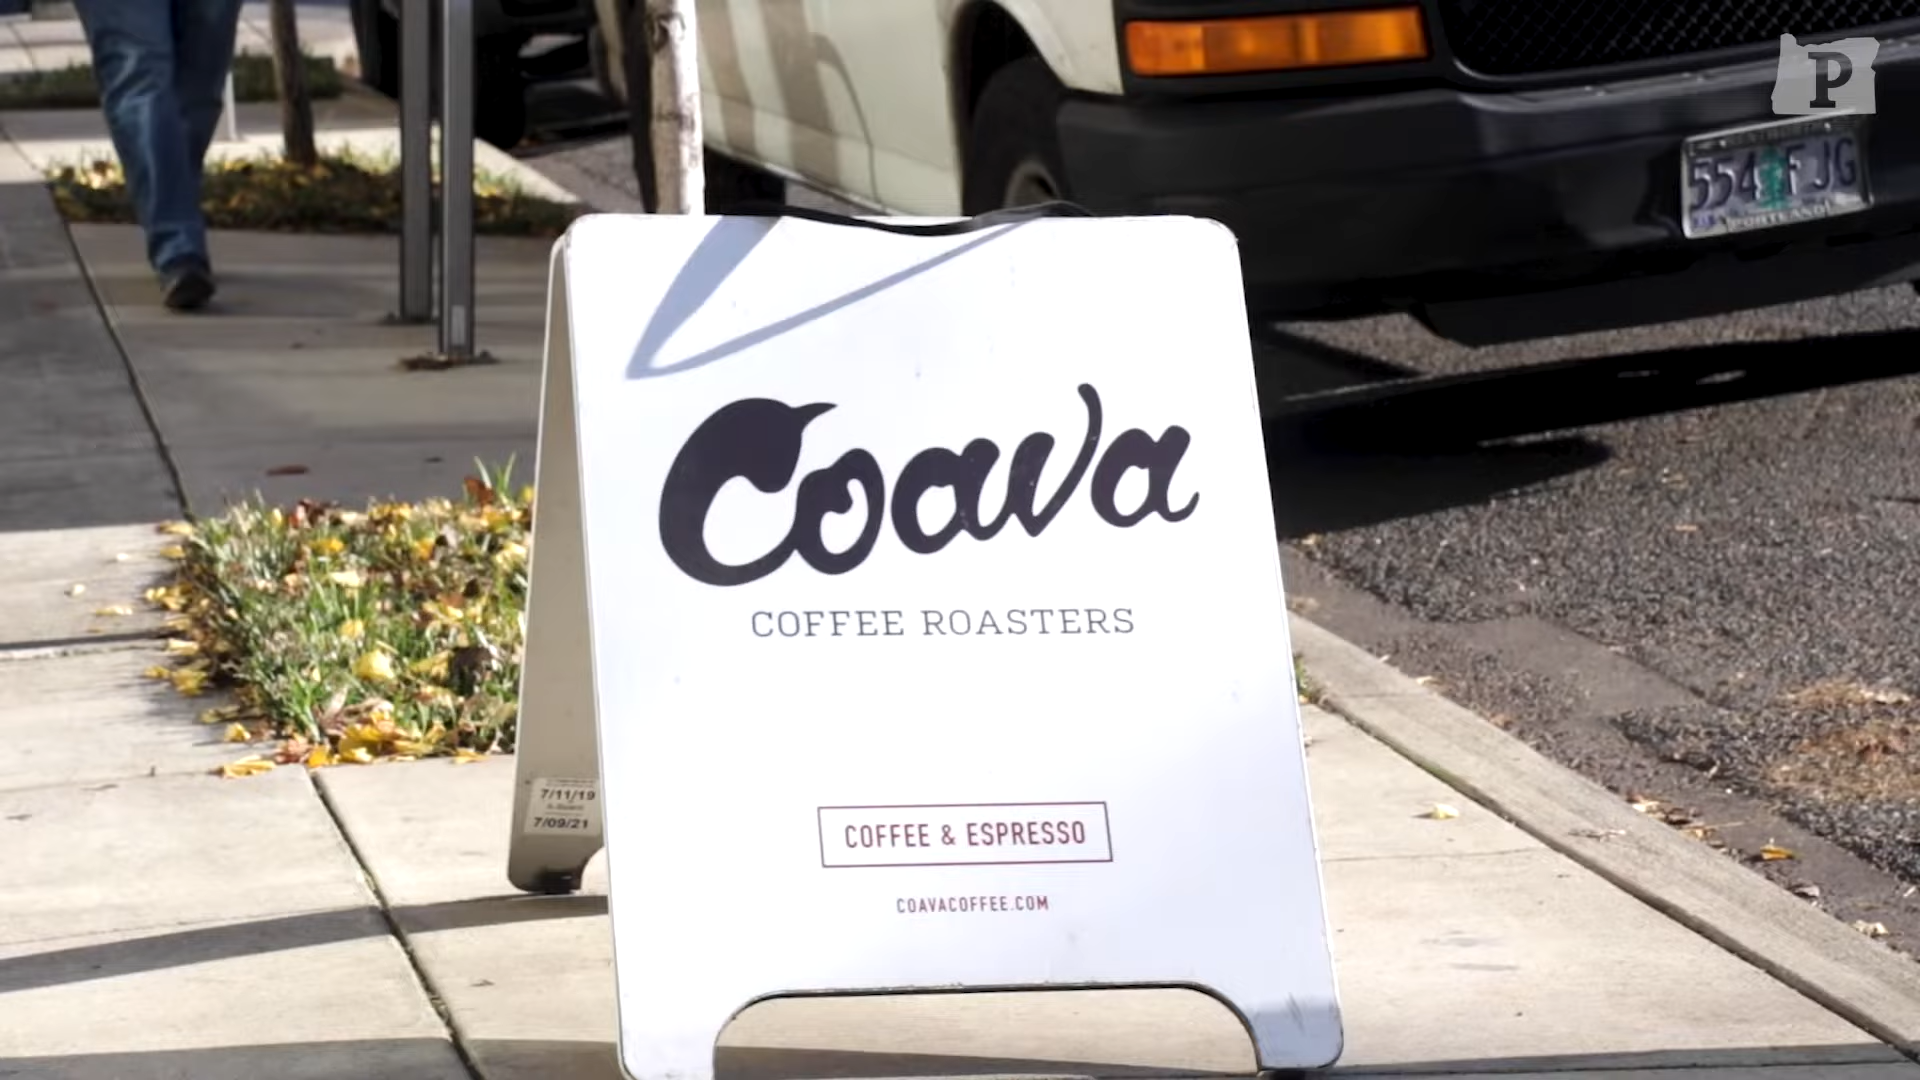 P
554 FJG
Coava
COFFEE ROASTERS
7/11/19
7/09/21
COFFEE & ESPRESSO
COAVACOFFEE.COM